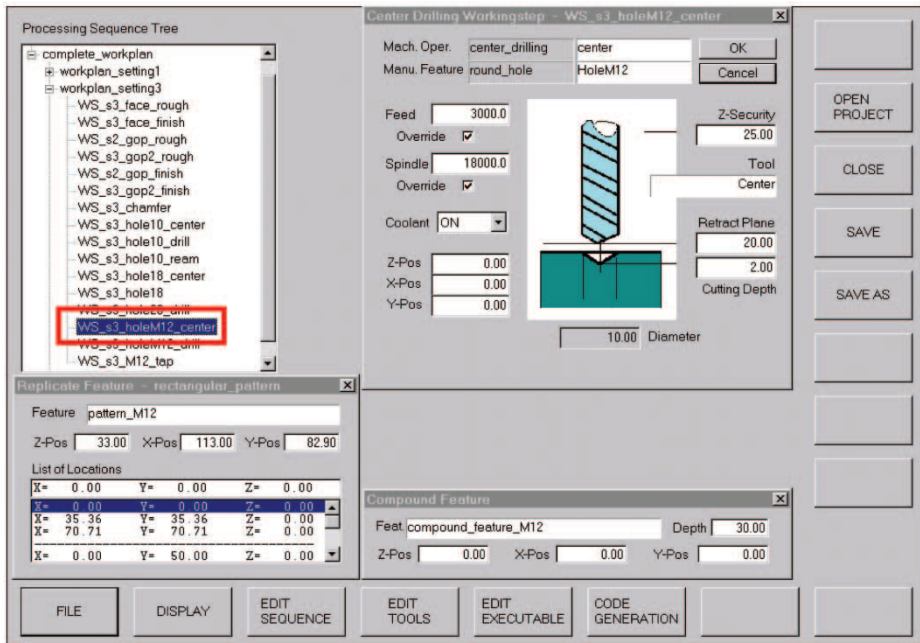 Processing Sequence Tree
complete_workplan
workplan_setting1
workplan_setting3
WS_s3_face_rough
WS_s3_face_finish
WS_s2_gop_rough
WS_s3_gop2_rough
WS_s2_gop_finish
WS_s3_gop2_finish
WS_s3_chamfer
WS_s3_hole10_center
WS_s3_hole10_drill
WS_s3_hole10_ream
WS_s3_hole18_center
WS_s3_hole18
WS_s3_hole20_drill
WS_s3_holeM12_center
WS_s3_holeM12_drill
WS_s3_M12_tap
Center Drilling Workingstep - WS_s3_holeM12_center
Mach. Oper. center_drilling center OK
Manu. Feature round_hole HoleM12 Cancel
Feed 3000.0
Override
Spindle 18000.0
Override
Coolant ON
Z-Pos 0.00
X-Pos 0.00
Y-Pos 0.00
Z-Security
25.00
Tool
Center
Retract Plane
20.00
2.00
Cutting Depth
10.00 Diameter
OPEN
PROJECT
CLOSE
SAVE
SAVE AS
Replicate Feature - rectangular_pattern
Feature pattern_M12
Z-Pos 33.00 X-Pos 113.00 Y-Pos 82.90
List of Locations
X= 0.00 Y= 0.00 Z= 0.00
X= 0.00 Y= 0.00 Z= 0.00
X= 35.36 Y= 35.36 Z= 0.00
X= 70.71 Y= 70.71 Z= 0.00
X= 0.00 Y= 50.00 Z= 0.00
Compound Feature
Feat. compound_feature_M12 Depth 30.00
Z-Pos 0.00 X-Pos 0.00 Y-Pos 0.00
FILE
DISPLAY
EDIT
SEQUENCE
EDIT
TOOLS
EDIT
EXECUTABLE
CODE
GENERATION